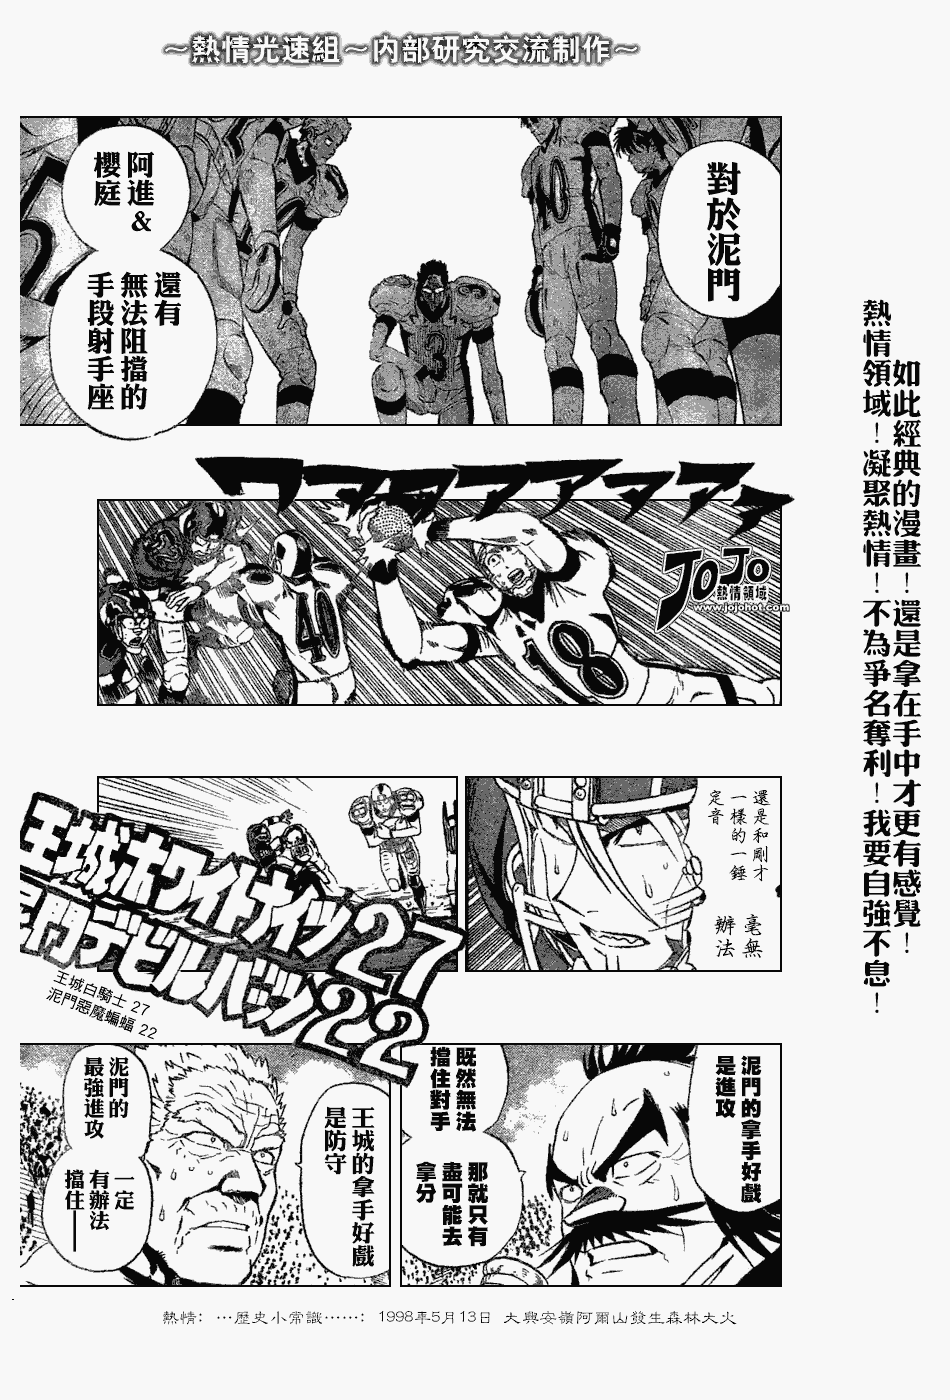 ～熱情光速組～内部研究交流制作～
對於泥門
阿進&
櫻庭
還有
無法阻擋的
手段射手座
ワァァァァァァァァ
40
18
3
JOJO
熱情領域
www.jojohot.com
還是和剛才
一樣的一錘
定音
毫無
辦法
王城ホワイトナイツ27
泥門デビルバッツ22
王城白騎士 27
泥門惡魔蝙蝠 22
泥門的拿手好戲
是進攻
既然無法
擋住對手
那就只有
盡可能去
拿分
王城的拿手好戲
是防守
泥門的
最強進攻
一定
有辦法
擋住——
如此經典的漫畫！還是拿在手中才更有感覺！
熱情領域！凝聚熱情！不為爭名奪利！我要自強不息！
熱情：…歷史小常識……：1998年5月13日 大興安嶺阿爾山發生森林大火